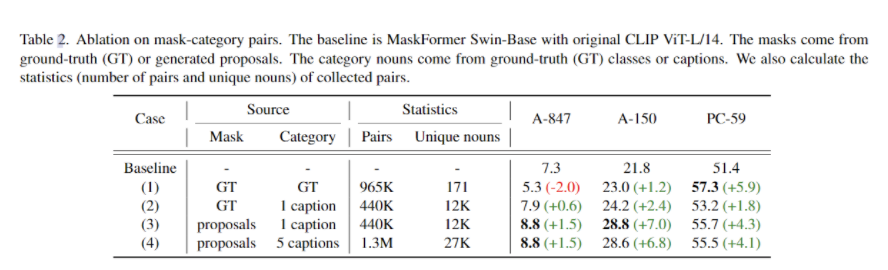 Table 2. Ablation on mask-category pairs. The baseline is MaskFormer Swin-Base with original CLIP ViT-L/14. The masks come from
ground-truth (GT) or generated proposals. The category nouns come from ground-truth (GT) classes or captions. We also calculate the
statistics (number of pairs and unique nouns) of collected pairs.
Case Source Statistics A-847 A-150 PC-59
Mask Category Pairs Unique nouns
Baseline - - - - 7.3 21.8 51.4
(1) GT GT 965K 171 5.3 (-2.0) 23.0 (+1.2) 57.3 (+5.9)
(2) GT 1 caption 440K 12K 7.9 (+0.6) 24.2 (+2.4) 53.2 (+1.8)
(3) proposals 1 caption 440K 12K 8.8 (+1.5) 28.8 (+7.0) 55.7 (+4.3)
(4) proposals 5 captions 1.3M 27K 8.8 (+1.5) 28.6 (+6.8) 55.5 (+4.1)